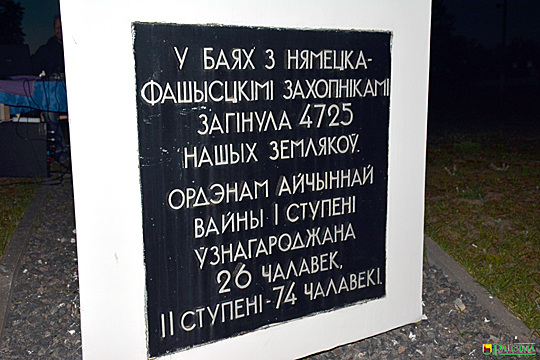 У БАЯХ З НЯМЕЦКА-
ФАШЫСЦКІМІ ЗАХОПНІКАМІ
ЗАГІНУЛА 4725
НАШЫХ ЗЕМЛЯКОЎ.
ОРДЭНАМ АЙЧЫННАЙ
ВАЙНЫ І СТУПЕНІ
ЎЗНАГАРОДЖАНА
26 ЧАЛАВЕК,
ІІ СТУПЕНІ-74 ЧАЛАВЕКІ.